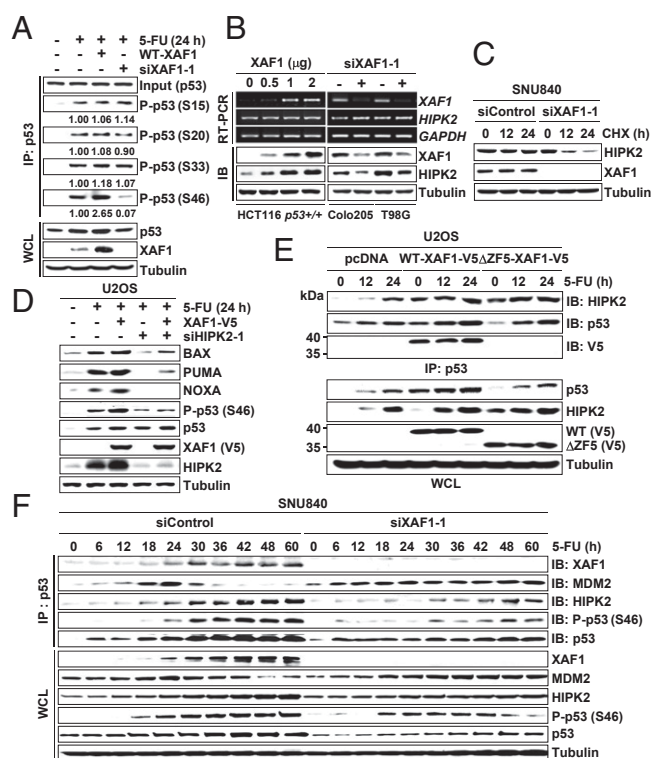 A
- + + + 5-FU (24 h)
+ WT-XAF1
+ siXAF1-1
IP: p53
Input (p53)
P-p53 (S15)
1.00 1.06 1.14
P-p53 (S20)
1.00 1.08 0.90
P-p53 (S33)
1.00 1.18 1.07
P-p53 (S46)
1.00 2.65 0.07
WCL
p53
XAF1
Tubulin
B
XAF1 (μg) siXAF1-1
0 0.5 1 2 - + - +
RT-PCR
XAF1
HIPK2
GAPDH
IB
XAF1
HIPK2
Tubulin
HCT116 p53+/+ Colo205 T98G
C
SNU840
siControl siXAF1-1
0 12 24 0 12 24 CHX (h)
HIPK2
XAF1
Tubulin
D
U2OS
- + + + + 5-FU (24 h)
- - + - + XAF1-V5
- - - + + siHIPK2-1
BAX
PUMA
NOXA
P-p53 (S46)
p53
XAF1 (V5)
HIPK2
Tubulin
E
U2OS
pcDNA WT-XAF1-V5 ΔZF5-XAF1-V5
0 12 24 0 12 24 0 12 24 5-FU (h)
kDa
IB: HIPK2
IB: p53
40
35
IB: V5
IP: p53
p53
HIPK2
40
WT (V5)
35
ΔZF5 (V5)
Tubulin
WCL
F
SNU840
siControl siXAF1-1
0 6 12 18 24 30 36 42 48 60 0 6 12 18 24 30 36 42 48 60 5-FU (h)
IP : p53
IB: XAF1
IB: MDM2
IB: HIPK2
IB: P-p53 (S46)
IB: p53
WCL
XAF1
MDM2
HIPK2
P-p53 (S46)
p53
Tubulin